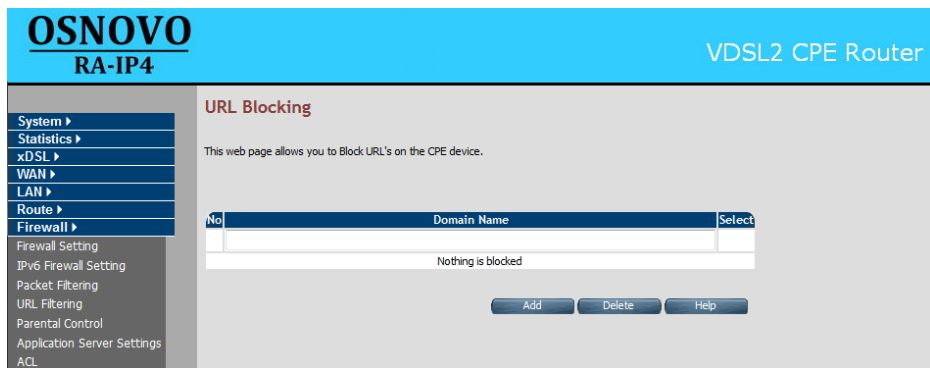 OSNOVO
RA-IP4
VDSL2 CPE Router
System
Statistics
xDSL
WAN
LAN
Route
Firewall
Firewall Setting
IPv6 Firewall Setting
Packet Filtering
URL Filtering
Parental Control
Application Server Settings
ACL
URL Blocking
This web page allows you to Block URL's on the CPE device.
No Domain Name Select
Nothing is blocked
Add Delete Help